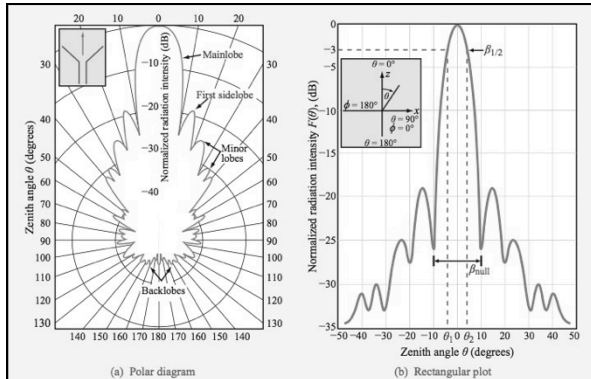 20 10 0 10 20
30 30
40 40
50 50
60 60
70 70
80 80
90 90
100 100
110 110
120 120
130 130
140 150 160 170 180 170 160 150 140
Zenith angle θ (degrees)
Normalized radiation intensity (dB)
−10
−20
−30
−40
Mainlobe
First sidelobe
Minor
lobes
Backlobes
(a) Polar diagram
Normalized radiation intensity F(θ), (dB)
0
−3
−5
−10
−15
−20
−25
−30
−35
β1/2
θ = 0°
z
θ
ϕ = 180°
x
θ = 90°
ϕ = 0°
θ = 180°
βnull
−50 −40 −30 −20 −10 θ1 θ2 10 20 30 40 50
Zenith angle θ (degrees)
(b) Rectangular plot